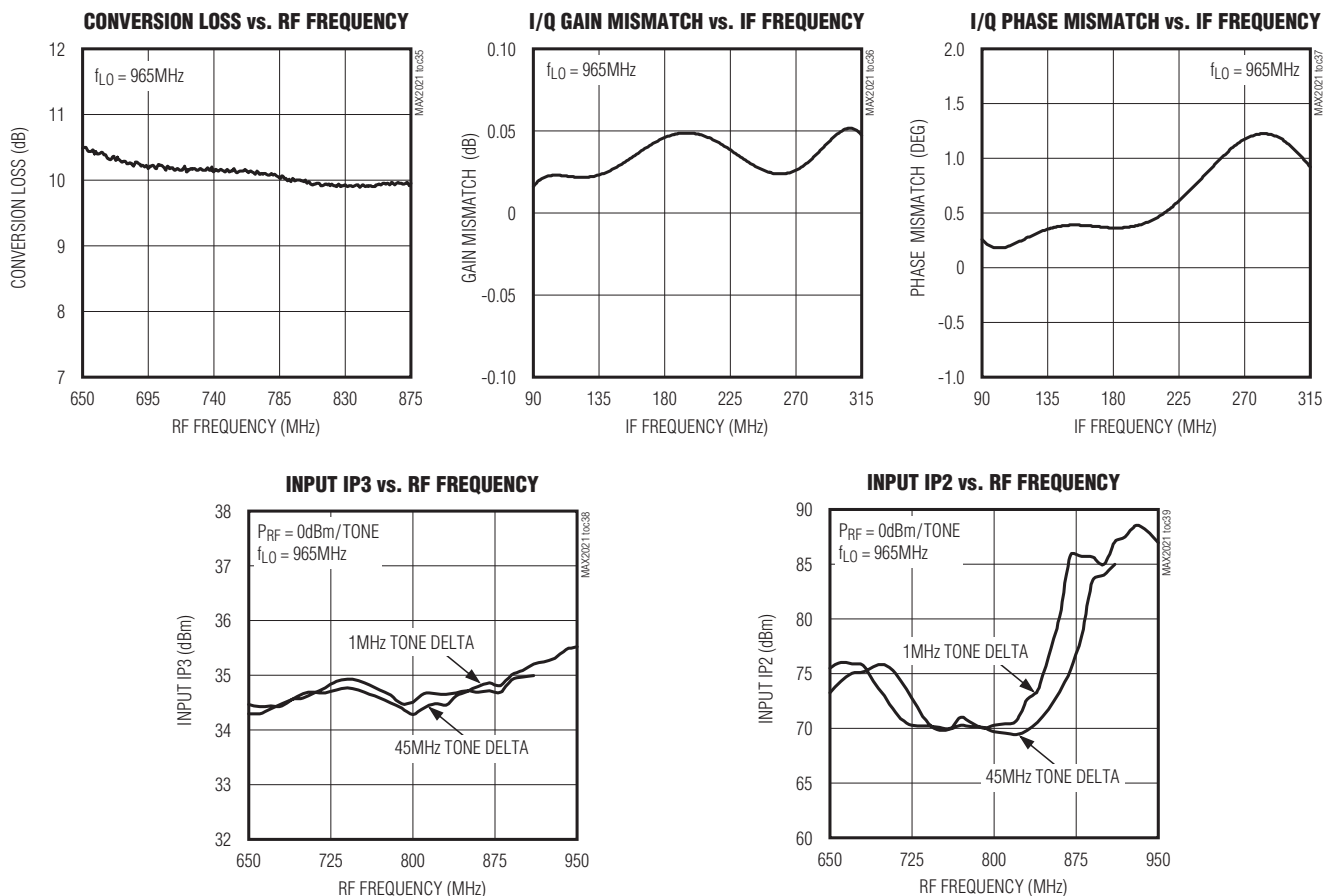 CONVERSION LOSS vs. RF FREQUENCY
12
11
10
9
8
7
CONVERSION LOSS (dB)
fLO = 965MHz
MAX2021 toc35
650 695 740 785 830 875
RF FREQUENCY (MHz)
I/Q GAIN MISMATCH vs. IF FREQUENCY
0.10
0.05
0
-0.05
-0.10
GAIN MISMATCH (dB)
fLO = 965MHz
MAX2021 toc36
90 135 180 225 270 315
IF FREQUENCY (MHz)
I/Q PHASE MISMATCH vs. IF FREQUENCY
2.0
1.5
1.0
0.5
0
-0.5
-1.0
PHASE MISMATCH (DEG)
fLO = 965MHz
MAX2021 toc37
90 135 180 225 270 315
IF FREQUENCY (MHz)
INPUT IP3 vs. RF FREQUENCY
38
37
36
35
34
33
32
INPUT IP3 (dBm)
PRF = 0dBm/TONE
fLO = 965MHz
MAX2021 toc38
1MHz TONE DELTA
45MHz TONE DELTA
650 725 800 875 950
RF FREQUENCY (MHz)
INPUT IP2 vs. RF FREQUENCY
90
85
80
75
70
65
60
INPUT IP2 (dBm)
PRF = 0dBm/TONE
fLO = 965MHz
MAX2021 toc39
1MHz TONE DELTA
45MHz TONE DELTA
650 725 800 875 950
RF FREQUENCY (MHz)